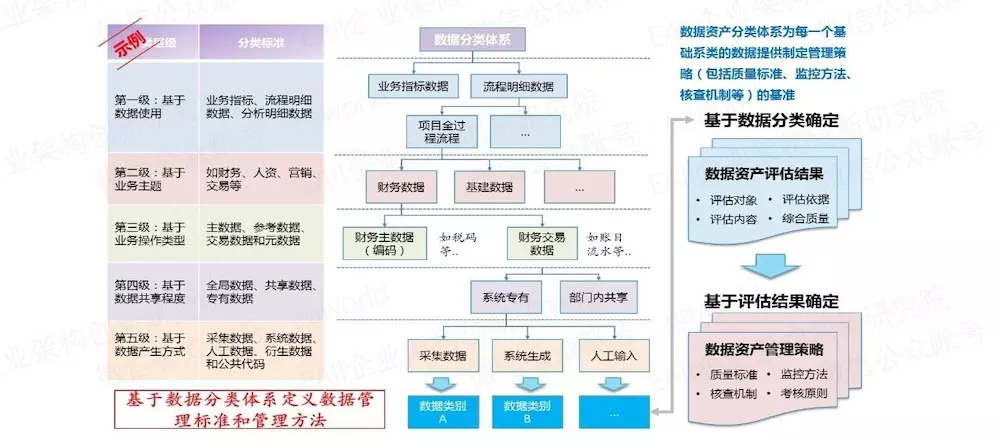 示例
分类标准
第一级：基于
数据使用
业务指标、流程明细
数据、分析明细数据
第二级：基于
业务主题
如财务、人资、营销、
交易等
第三级：基于
业务操作类型
主数据、参考数据、
交易数据和元数据
第四级：基于
数据共享程度
全局数据、共享数据、
专有数据
第五级：基于
数据产生方式
采集数据、系统数据、
人工数据、衍生数据
和公共代码
基于数据分类体系定义数据管
理标准和管理方法
数据分类体系
业务指标数据
流程明细数据
项目全过
程流程
...
财务数据
基建数据
...
财务主数据
（编码）
如税码
等..
财务交易
数据
如账目
流水等..
系统专有
部门内共享
采集数据
系统生成
人工输入
数据类别
A
数据类别
B
...
数据资产分类体系为每一个基
础系类的数据提供制定管理策
略（包括质量标准、监控方法、
核查机制等）的基准
基于数据分类确定
数据资产评估结果
• 评估对象
• 评估依据
• 评估内容
• 综合质量
基于评估结果确定
数据资产管理策略
• 质量标准
• 监控方法
• 核查机制
• 考核原则